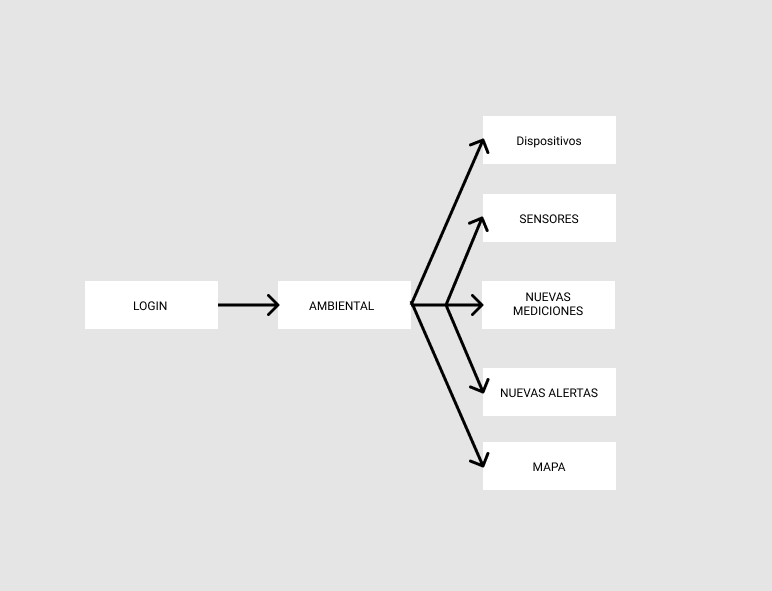 LOGIN
AMBIENTAL
Dispositivos
SENSORES
NUEVAS
MEDICIONES
NUEVAS ALERTAS
MAPA